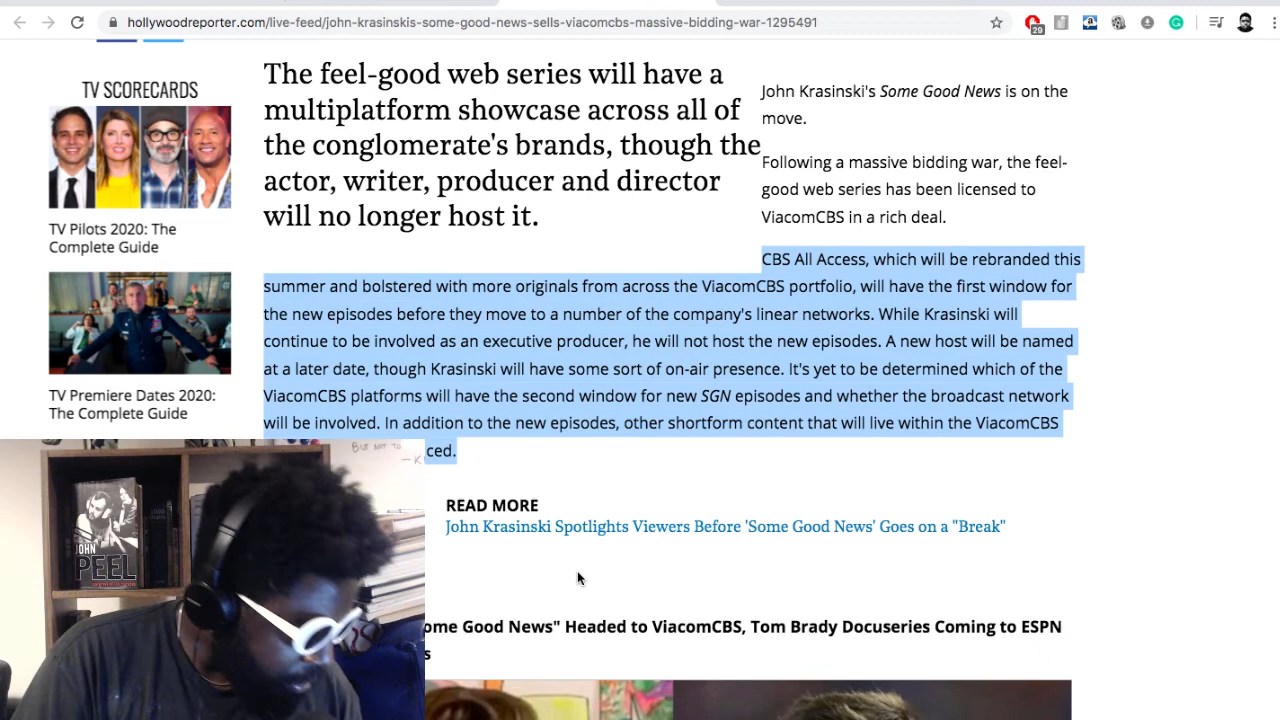 hollywoodreporter.com/live-feed/john-krasinskis-some-good-news-sells-viacomcbs-massive-bidding-war-1295491
29
TV SCORECARDS
TV Pilots 2020: The
Complete Guide
TV Premiere Dates 2020:
The Complete Guide
The feel-good web series will have a
multiplatform showcase across all of
the conglomerate's brands, though the
actor, writer, producer and director
will no longer host it.
John Krasinski's Some Good News is on the
move.
Following a massive bidding war, the feel-
good web series has been licensed to
ViacomCBS in a rich deal.
CBS All Access, which will be rebranded this
summer and bolstered with more originals from across the ViacomCBS portfolio, will have the first window for
the new episodes before they move to a number of the company's linear networks. While Krasinski will
continue to be involved as an executive producer, he will not host the new episodes. A new host will be named
at a later date, though Krasinski will have some sort of on-air presence. It's yet to be determined which of the
ViacomCBS platforms will have the second window for new SGN episodes and whether the broadcast network
will be involved. In addition to the new episodes, other shortform content that will live within the ViacomCBS
ced.
READ MORE
John Krasinski Spotlights Viewers Before 'Some Good News' Goes on a "Break"
ome Good News" Headed to ViacomCBS, Tom Brady Docuseries Coming to ESPN
s
BUT NOT TO
JOHN
PEEL